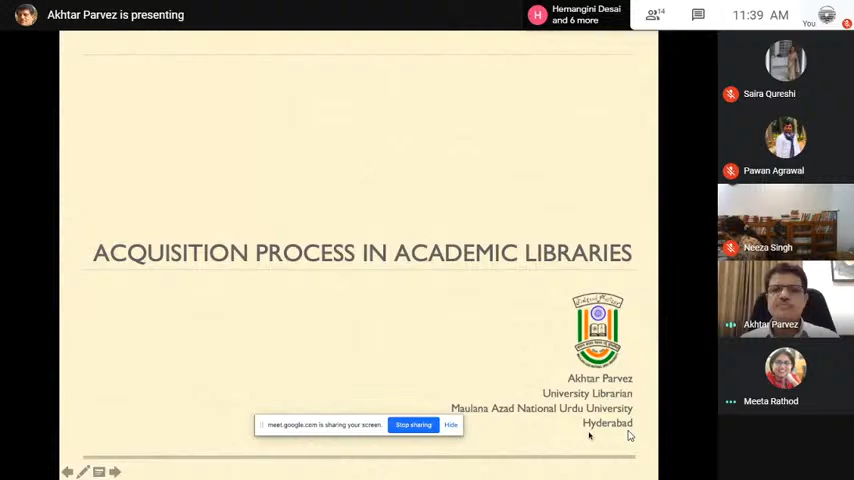 Akhtar Parvez is presenting
H
Hemangini Desai
and 6 more
14
11:39 AM
You
Saira Qureshi
Pawan Agrawal
Neeza Singh
Akhtar Parvez
Meeta Rathod
ACQUISITION PROCESS IN ACADEMIC LIBRARIES
Akhtar Parvez
University Librarian
Maulana Azad National Urdu University
Hyderabad
meet.google.com is sharing your screen.
Stop sharing
Hide